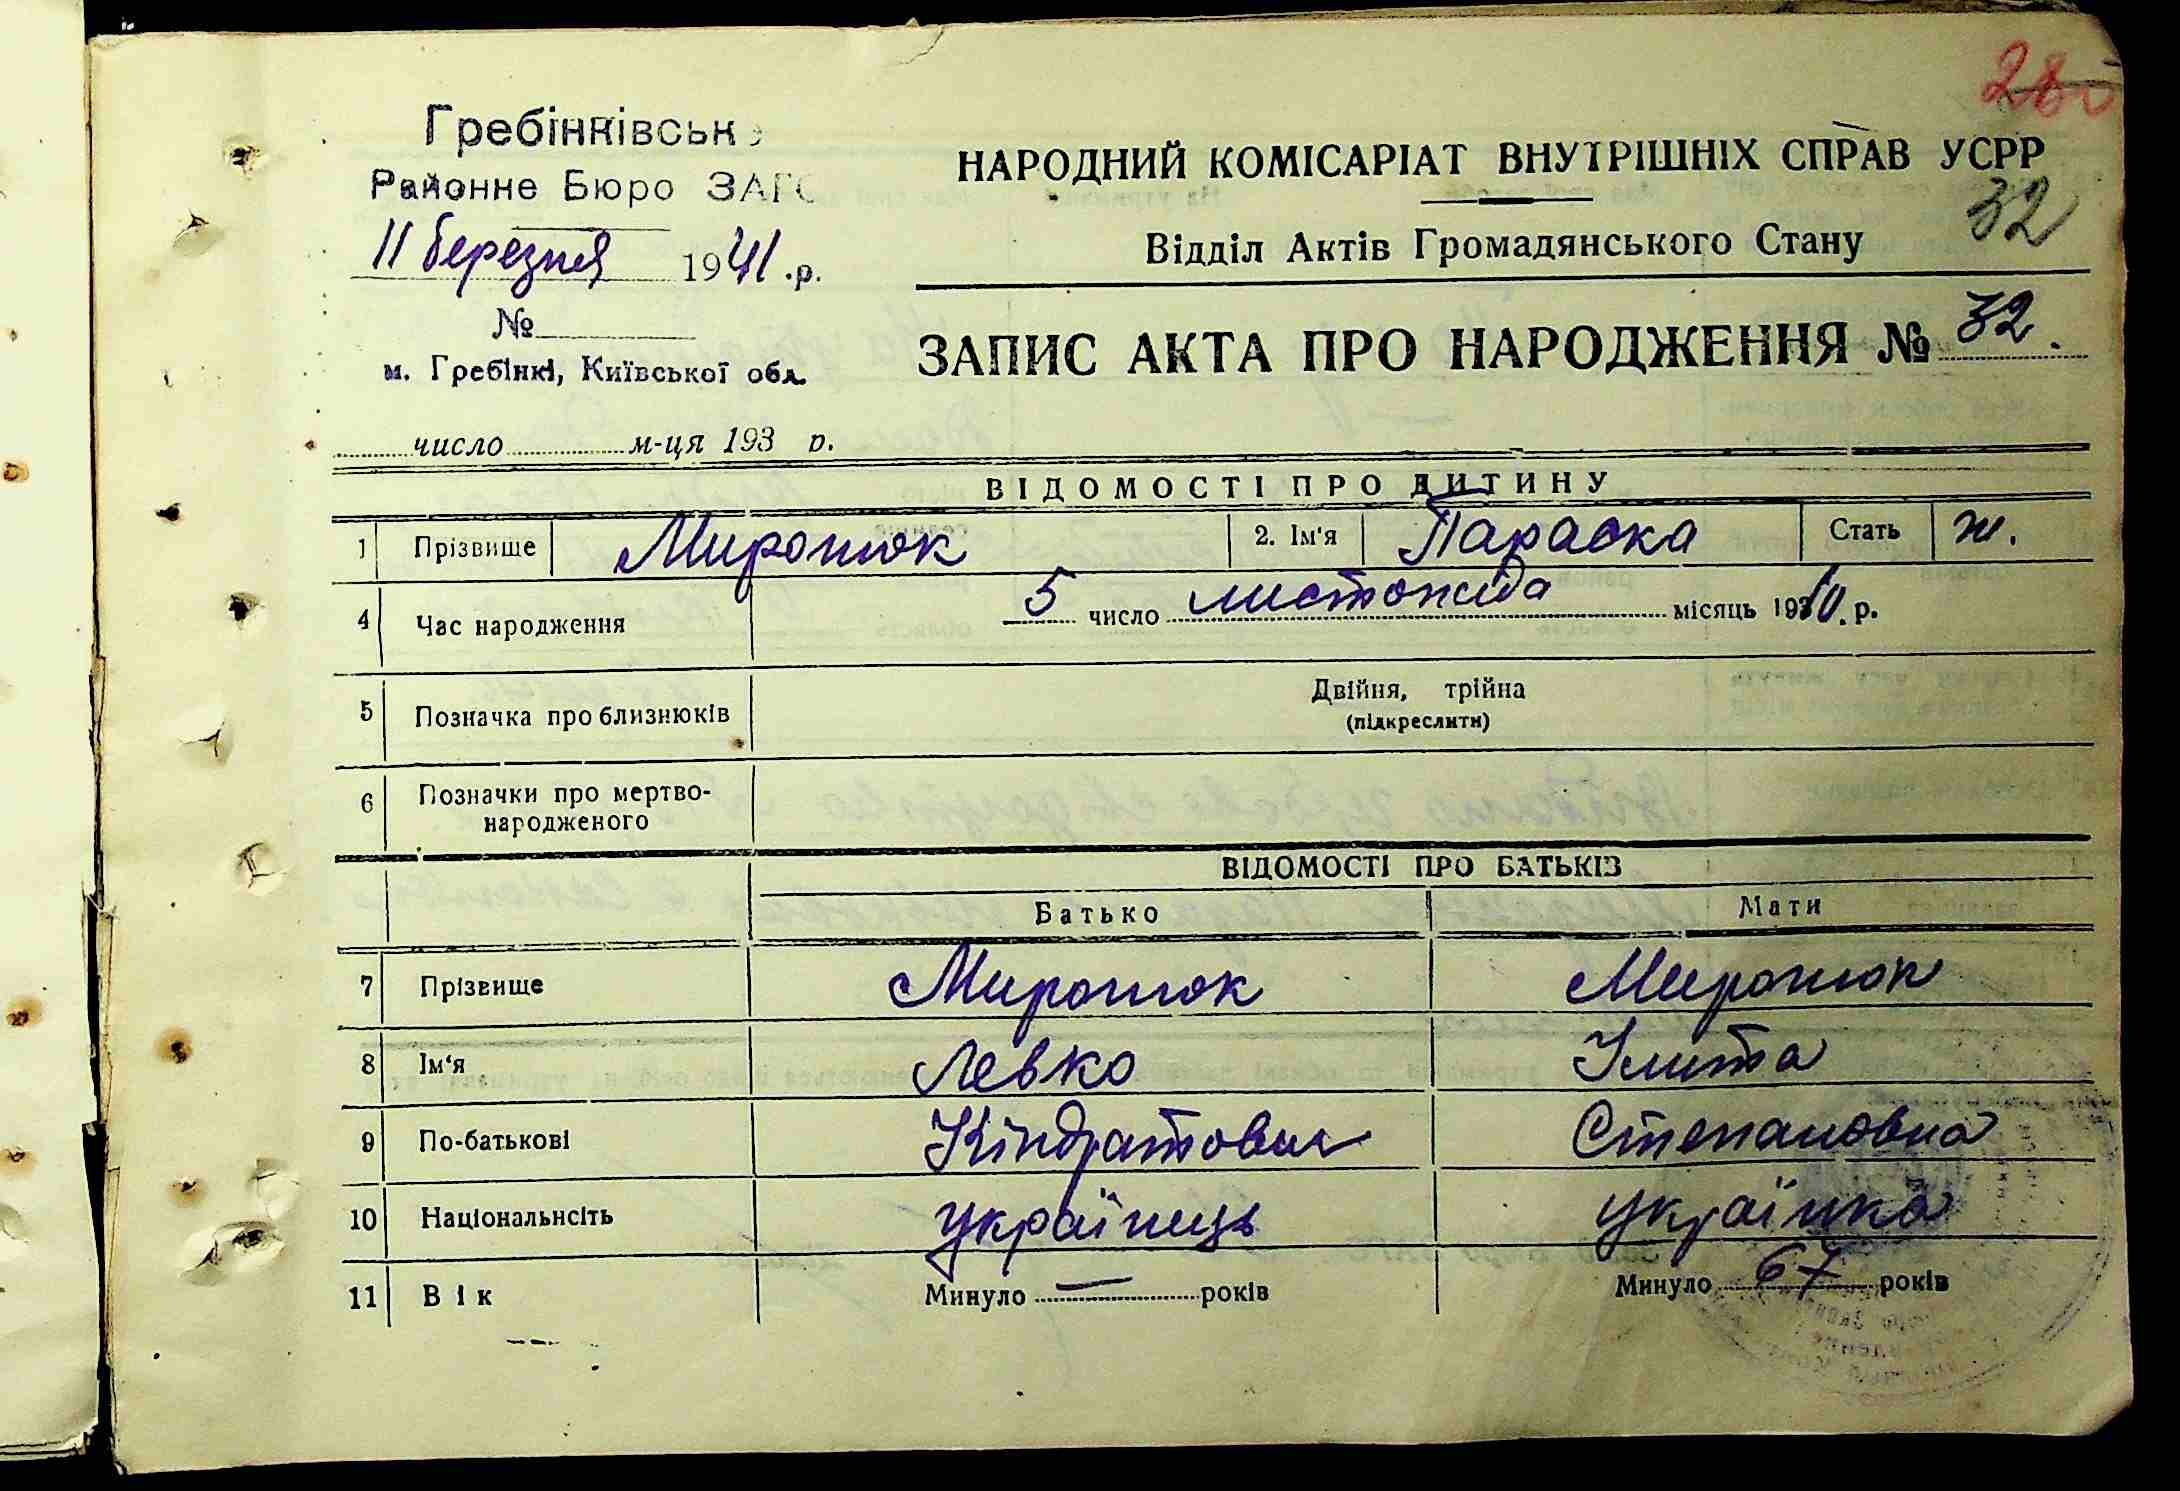 280
Гребінківськ
НАРОДНИЙ КОМІСАРІАТ ВНУТРІШНІХ СПРАВ УСРР
Районне Бюро ЗАГС
32
11 березня 1941.р.
Відділ Актів Громадянського Стану
№
ЗАПИС АКТА ПРО НАРОДЖЕННЯ № 32.
м. Гребінкі, Київської обл.
число м-ця 193 р.
ВІДОМОСТІ ПРО ДИТИНУ
1 Прізвище Миронюк 2. Ім'я Параска Стать ж.
4 Час народження 5 число листопада місяць 1910. р.
5 Позначка про близнюків Двійня, трійна
(підкреслити)
6 Позначки про мертво-
народженого
ВІДОМОСТІ ПРО БАТЬКІВ
Батько Мати
7 Прізвище Миронюк Миронюк
8 Ім'я Левко Улита
9 По-батькові Кіндратович Степановна
10 Національнсіть українець українка
11 Вік Минуло — років Минуло 67 років